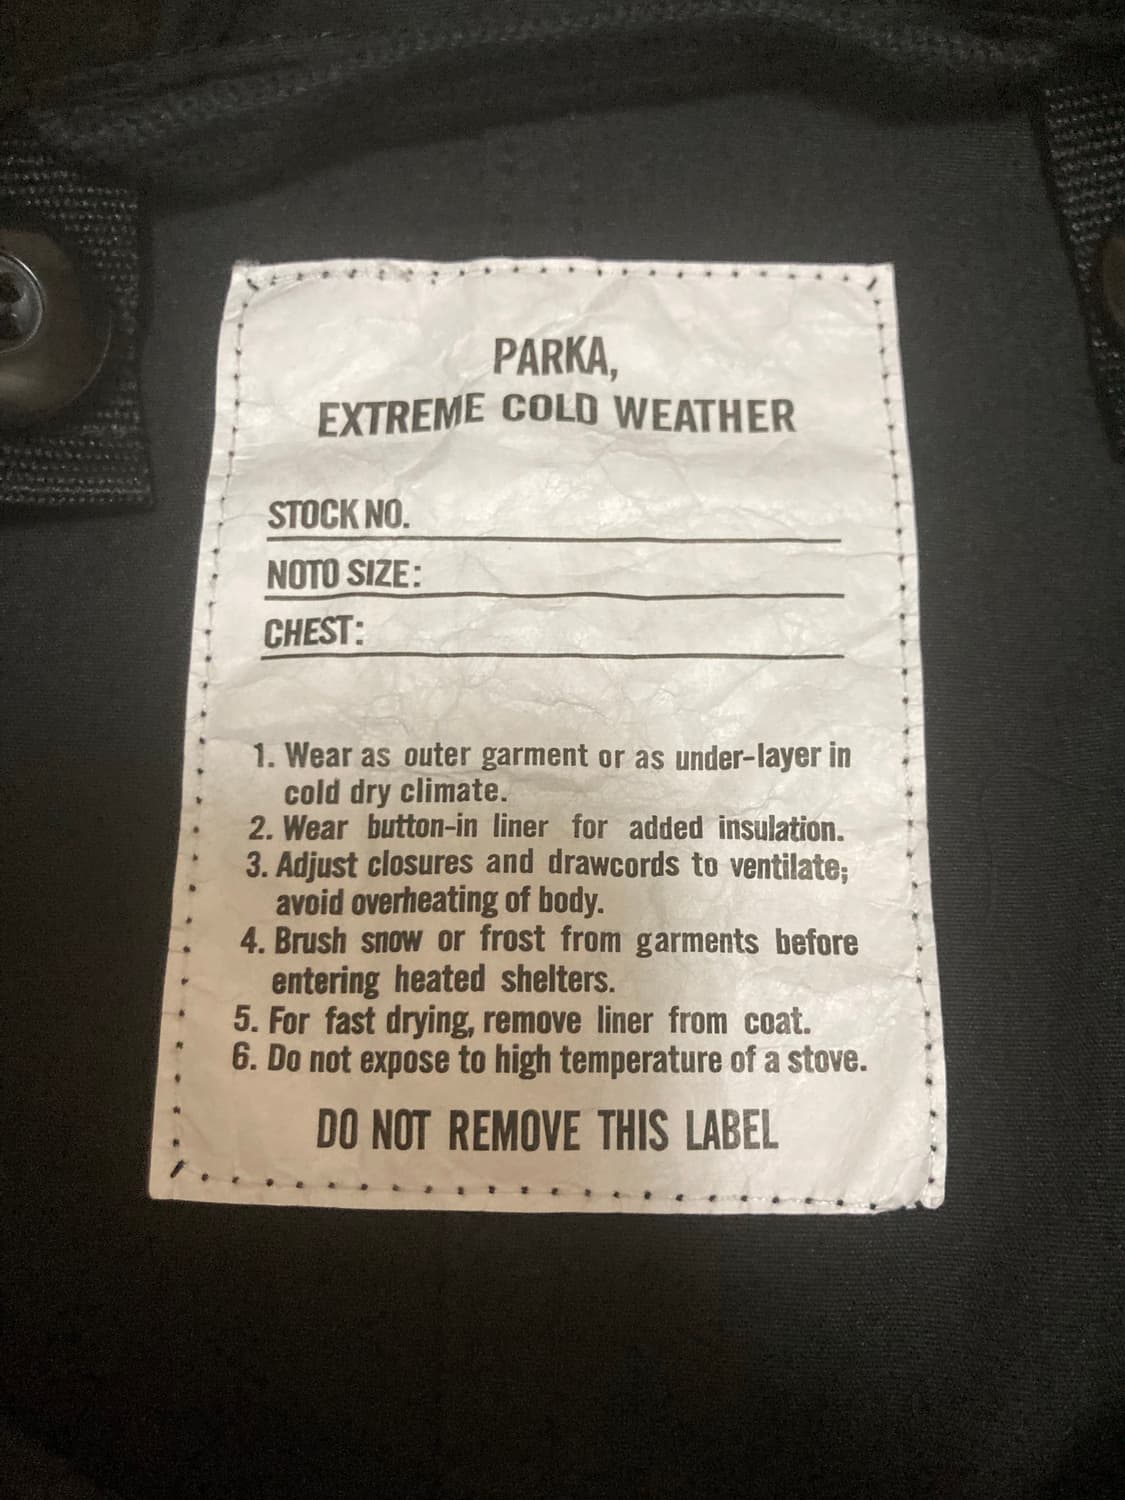 PARKA,
EXTREME COLD WEATHER
STOCK NO.
NOTO SIZE:
CHEST:
1. Wear as outer garment or as under-layer in
cold dry climate.
2. Wear button-in liner for added insulation.
3. Adjust closures and drawcords to ventilate;
avoid overheating of body.
4. Brush snow or frost from garments before
entering heated shelters.
5. For fast drying, remove liner from coat.
6. Do not expose to high temperature of a stove.
DO NOT REMOVE THIS LABEL